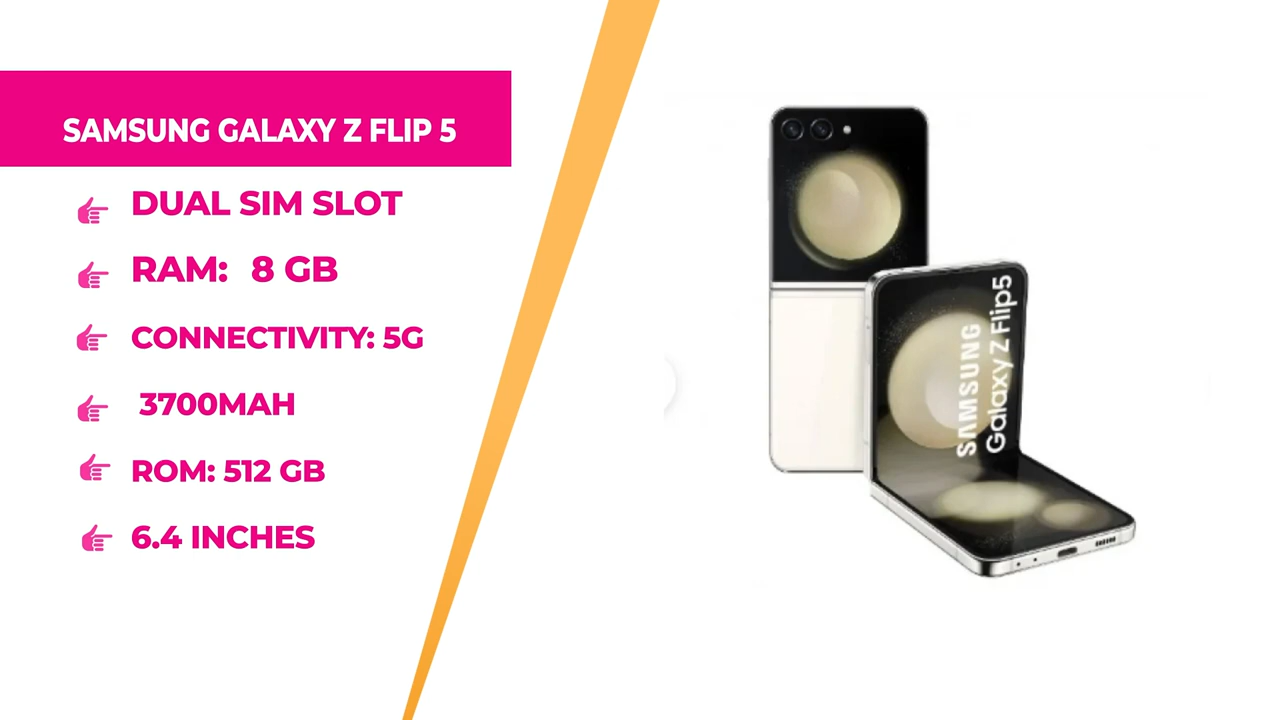 SAMSUNG GALAXY Z FLIP 5
DUAL SIM SLOT
RAM: 8 GB
CONNECTIVITY: 5G
3700MAH
ROM: 512 GB
6.4 INCHES
SAMSUNG
Galaxy Z Flip5